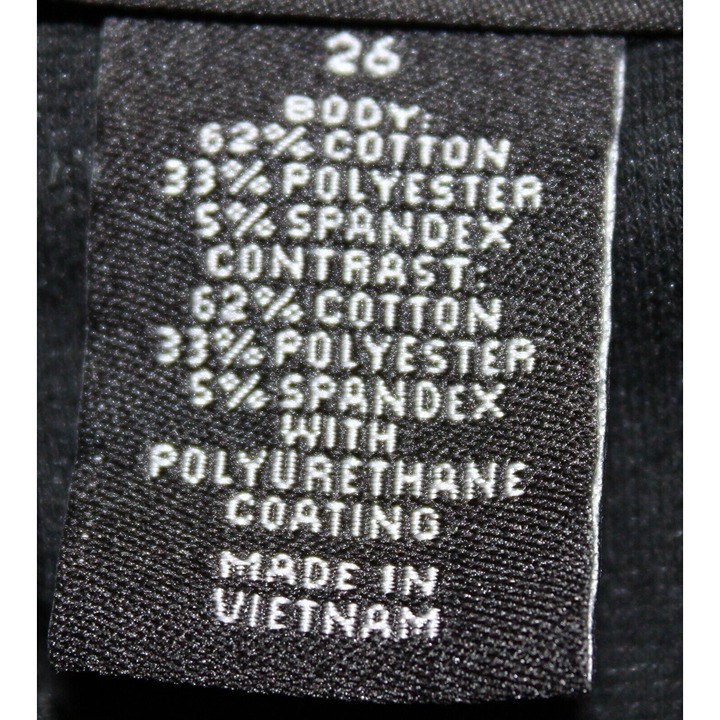 26
BODY:
62% COTTON
33% POLYESTER
5% SPANDEX
CONTRAST:
62% COTTON
33% POLYESTER
5% SPANDEX
WITH
POLYURETHANE
COATING
MADE IN
VIETNAM